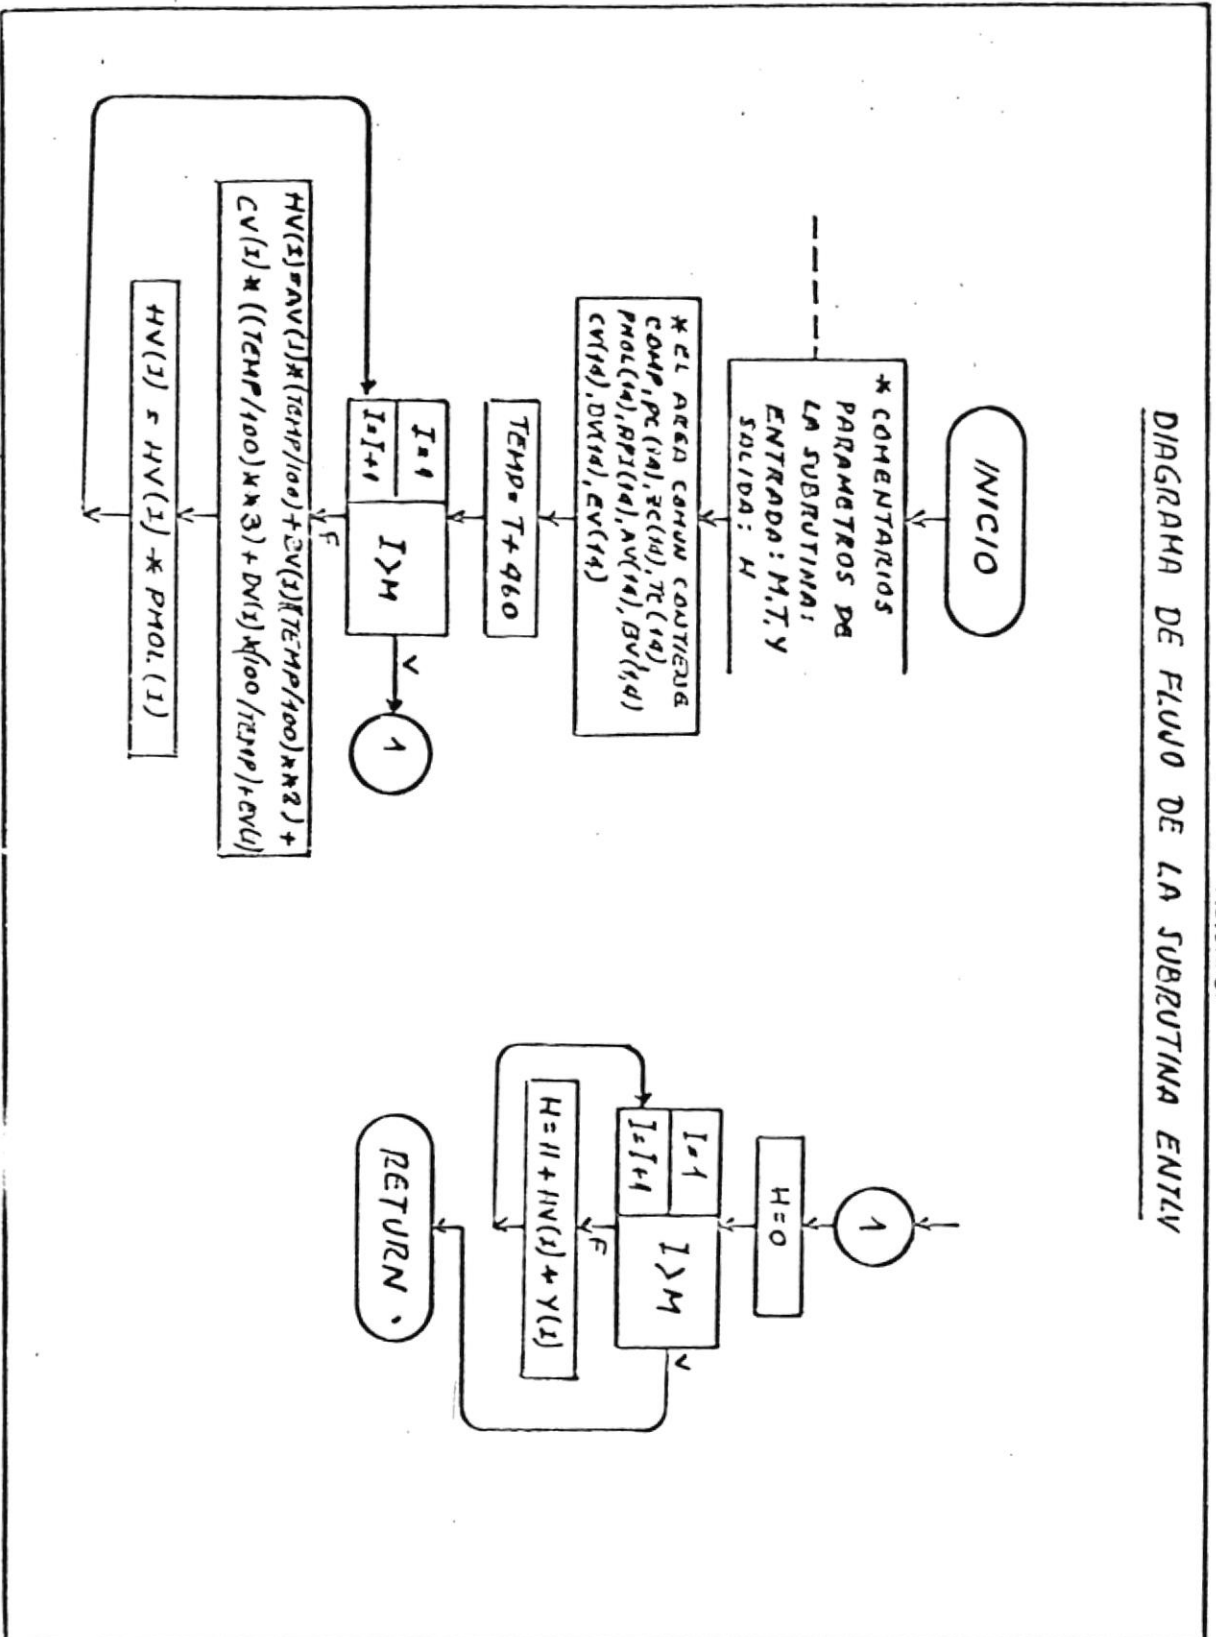 DIAGRAMA DE FLUJO DE LA SUBRUTINA ENTLV
INICIO
* COMENTARIOS
PARAMETROS DE
LA SUBRUTINA:
ENTRADA: M,T,Y
SALIDA: H
* EL AREA COMUN CONTIENE
COMP, PC(14), ZC(14), TC(14)
PMOL(14), API(14), AV(14), BV(14)
CV(14), DV(14), EV(14)
TEMP= T+460
I=1
I=I+1
I>M
V
1
F
HV(I)=AV(I)*(TEMP/100)+BV(I)*((TEMP/100)**2)+
CV(I)*((TEMP/100)**3)+DV(I)*(100/TEMP)+EV(I)
HV(I) = HV(I) * PMOL(I)
1
H=0
I=1
I=I+1
I>M
V
F
H=H+HV(I)*Y(I)
RETURN.